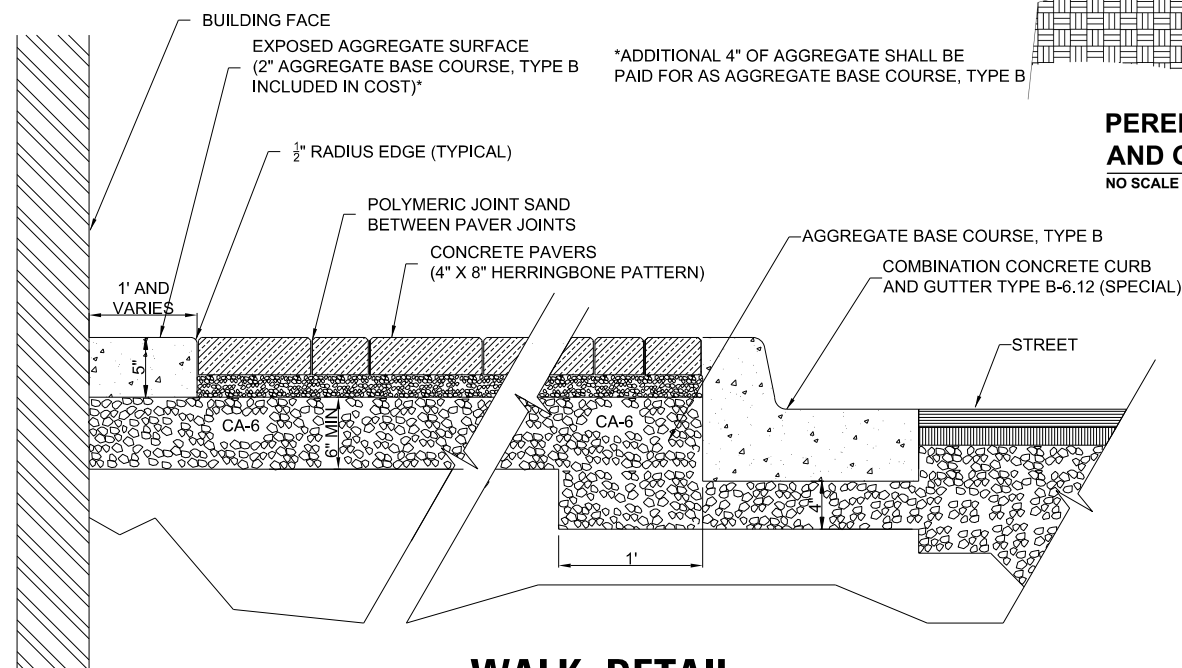 BUILDING FACE
EXPOSED AGGREGATE SURFACE
(2" AGGREGATE BASE COURSE, TYPE B
INCLUDED IN COST)*
*ADDITIONAL 4" OF AGGREGATE SHALL BE
PAID FOR AS AGGREGATE BASE COURSE, TYPE B
AND
NO SCALE
½" RADIUS EDGE (TYPICAL)
POLYMERIC JOINT SAND
BETWEEN PAVER JOINTS
CONCRETE PAVERS
(4" X 8" HERRINGBONE PATTERN)
AGGREGATE BASE COURSE, TYPE B
COMBINATION CONCRETE CURB
AND GUTTER TYPE B-6.12 (SPECIAL)
1' AND
VARIES
STREET
5"
CA-6
6" MIN
CA-6
4"
1'
WALK DETAIL